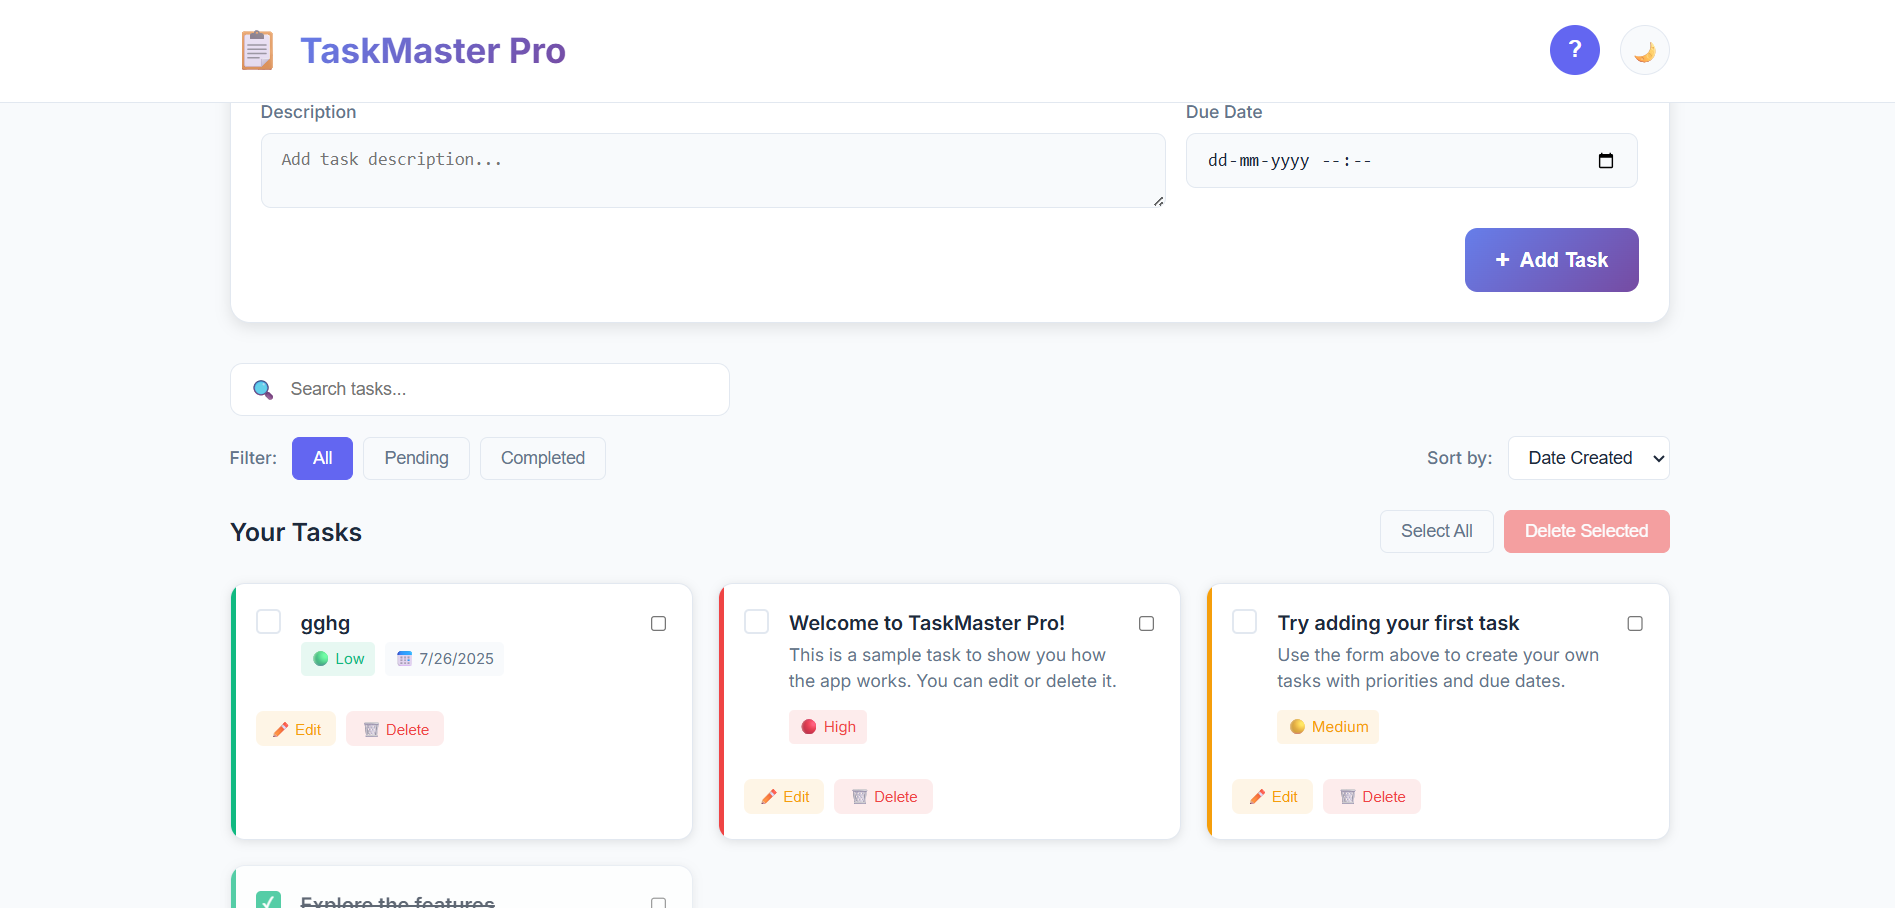 TaskMaster Pro
?
Description
Due Date
Add task description...
dd-mm-yyyy --:--
+ Add Task
Search tasks...
Filter:
All
Pending
Completed
Sort by:
Date Created
Your Tasks
Select All
Delete Selected
gghg
Low
7/26/2025
Edit
Delete
Welcome to TaskMaster Pro!
This is a sample task to show you how
the app works. You can edit or delete it.
High
Edit
Delete
Try adding your first task
Use the form above to create your own
tasks with priorities and due dates.
Medium
Edit
Delete
Explore the features